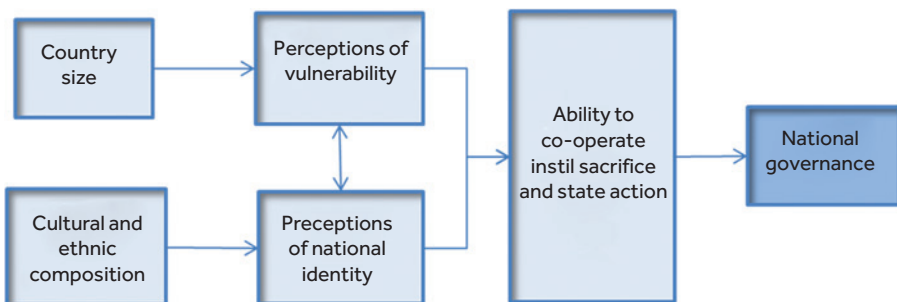 Country
size
Perceptions of
vulnerability
Cultural and
ethnic
composition
Preceptions
of national
identity
Ability to
co-operate
instil sacrifice
and state action
National
governance